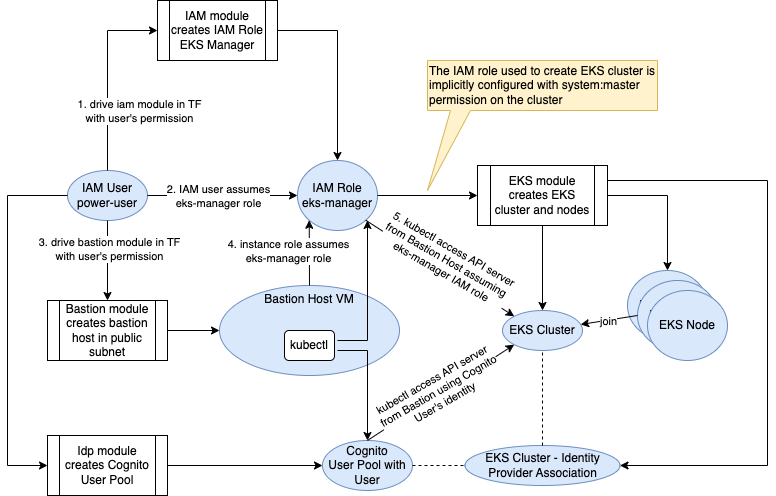 IAM module
creates IAM Role
EKS Manager
The IAM role used to create EKS cluster is
implicitly configured with system:master
permission on the cluster
1. drive iam module in TF
with user's permission
IAM User
power-user
2. IAM user assumes
eks-manager role
IAM Role
eks-manager
EKS module
creates EKS
cluster and nodes
3. drive bastion module in TF
with user's permission
4. instance role assumes
eks-manager role
5. kubectl access API server
from Bastion Host assuming
eks-manager IAM role
Bastion module
creates bastion
host in public
subnet
Bastion Host VM
kubectl
EKS Cluster
join
EKS Node
kubectl access API server
from Bastion using Cognito
User's identity
Idp module
creates Cognito
User Pool
Cognito
User Pool with
User
EKS Cluster - Identity
Provider Association